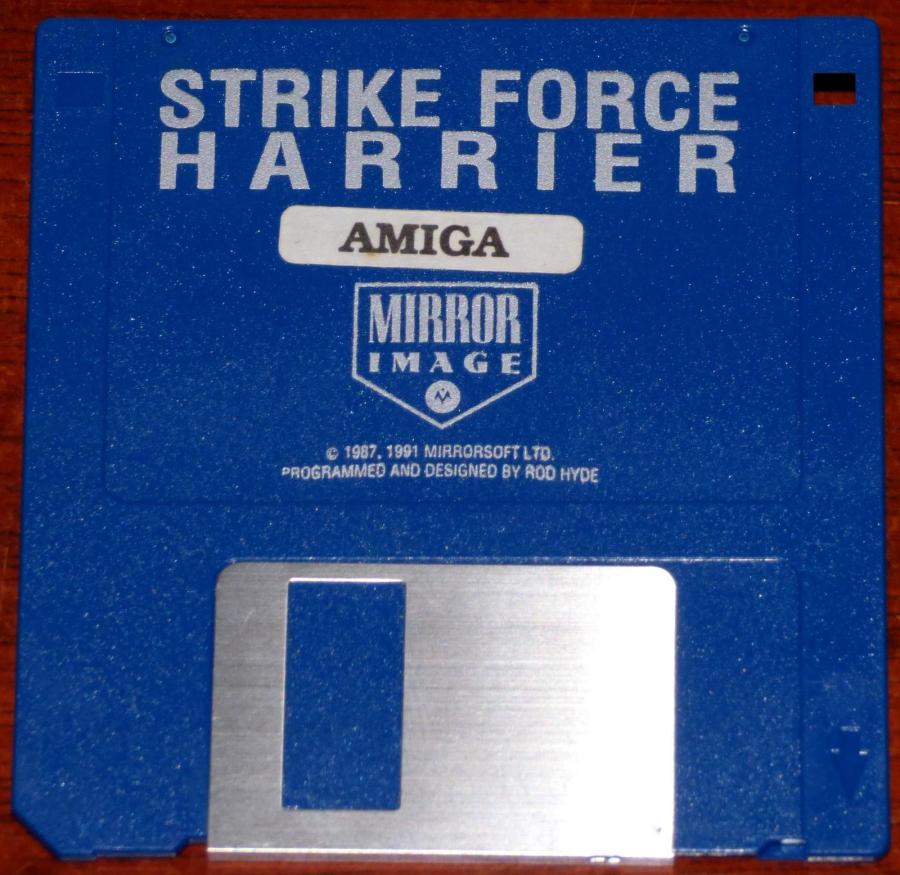 STRIKE FORCE
HARRIER
AMIGA
MIRROR
IMAGE
© 1987, 1991 MIRRORSOFT LTD.
PROGRAMMED AND DESIGNED BY ROD HYDE